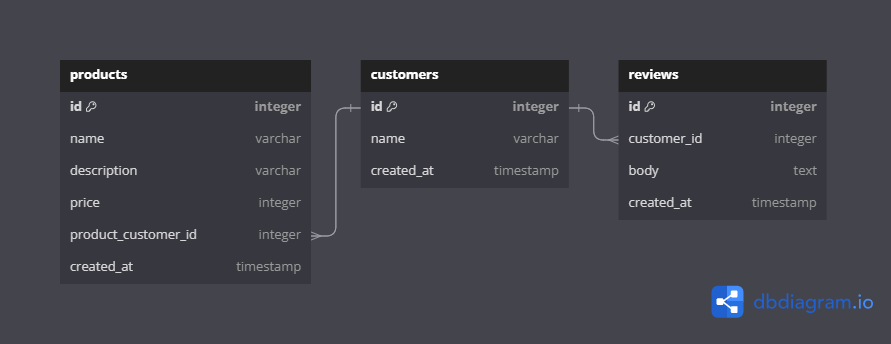 products
id integer
name varchar
description varchar
price integer
product_customer_id integer
created_at timestamp
customers
id integer
name varchar
created_at timestamp
reviews
id integer
customer_id integer
body text
created_at timestamp
dbdiagram.io